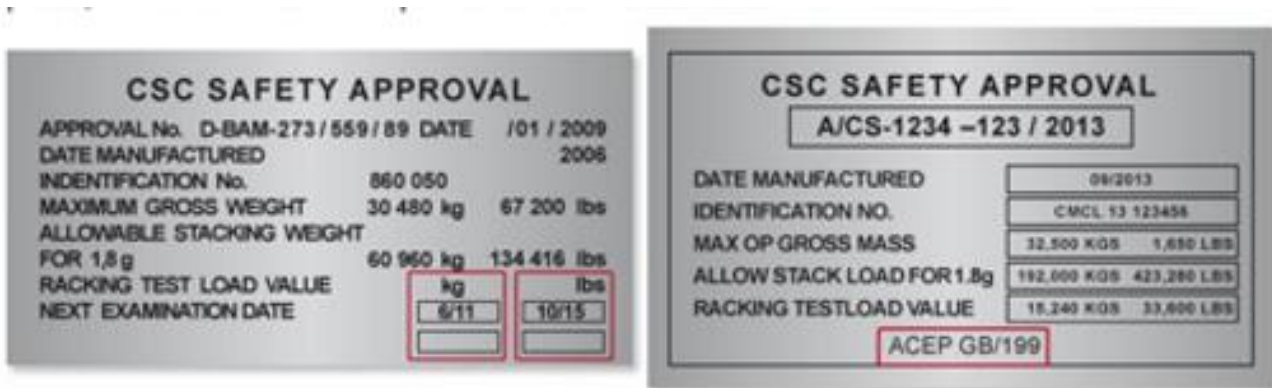 CSC SAFETY APPROVAL
APPROVAL No. D-BAM-273 / 559 / 89 DATE /01 / 2009
DATE MANUFACTURED 2006
INDENTIFICATION No. 860 050
MAXIMUM GROSS WEIGHT 30 480 kg 67 200 lbs
ALLOWABLE STACKING WEIGHT
FOR 1,8 g 60 960 kg 134 416 lbs
RACKING TEST LOAD VALUE kg lbs
NEXT EXAMINATION DATE 6/11 10/15
CSC SAFETY APPROVAL
A/CS-1234 –123 / 2013
DATE MANUFACTURED 09/2013
IDENTIFICATION NO. CMCL 13 123456
MAX OP GROSS MASS 32,500 KGS 1,650 LBS
ALLOW STACK LOAD FOR 1.8g 192,000 KGS 423,280 LBS
RACKING TESTLOAD VALUE 15,240 KGS 33,600 LBS
ACEP GB/199